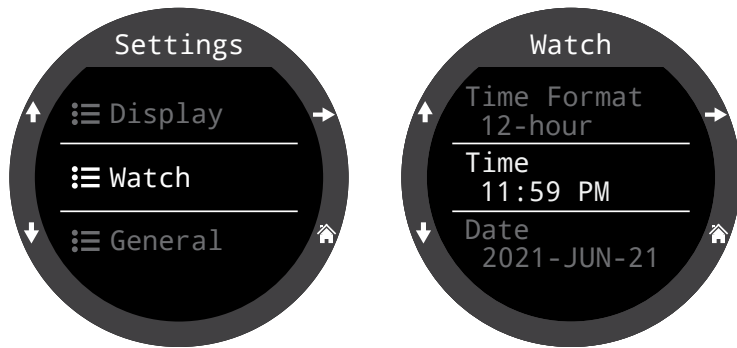 Settings
Display
Watch
General
Watch
Time Format
12-hour
Time
11:59 PM
Date
2021-JUN-21